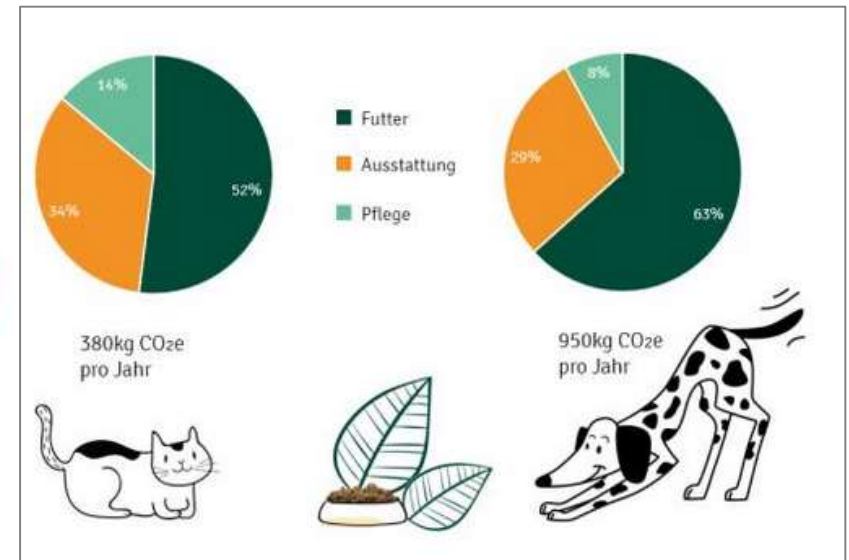 14%
52%
34%
Futter
Ausstattung
Pflege
8%
29%
63%
380kg CO2e
pro Jahr
950kg CO2e
pro Jahr